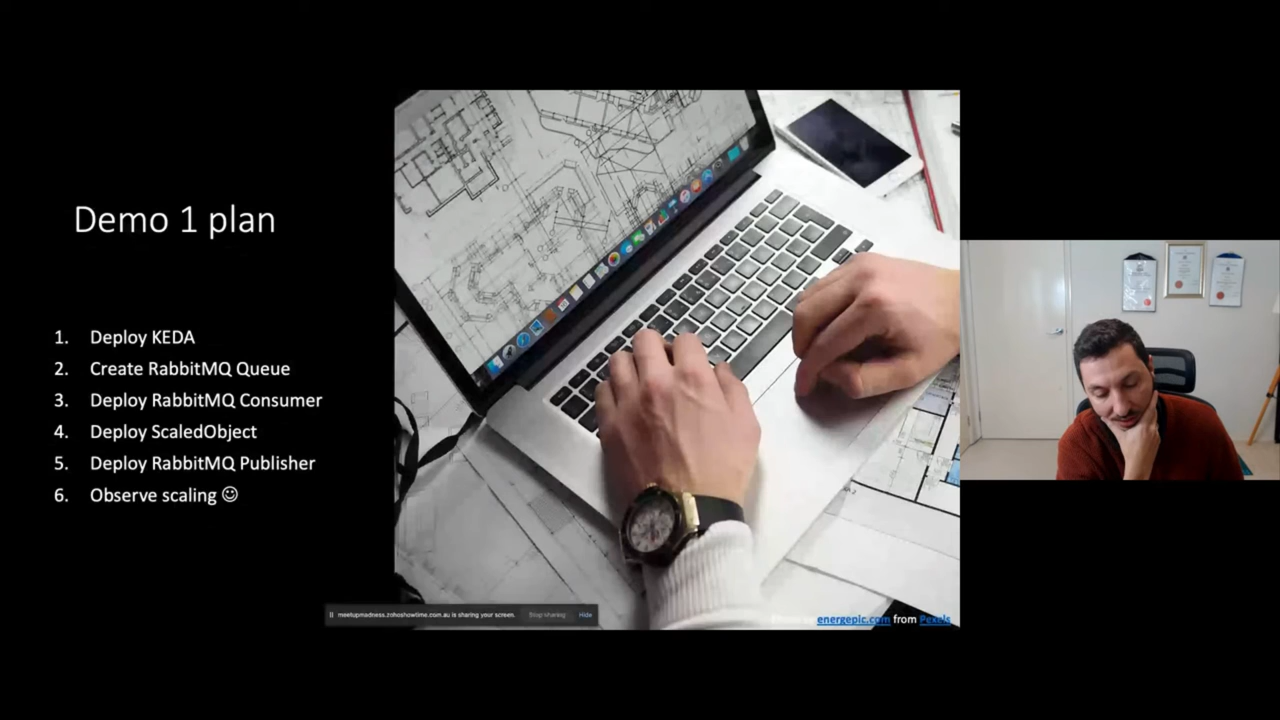 Demo 1 plan
1. Deploy KEDA
2. Create RabbitMQ Queue
3. Deploy RabbitMQ Consumer
4. Deploy ScaledObject
5. Deploy RabbitMQ Publisher
6. Observe scaling ☺
meetupmadness.zohoshowtime.com.au is sharing your screen. Stop sharing Hide
energepic.com from Pexels